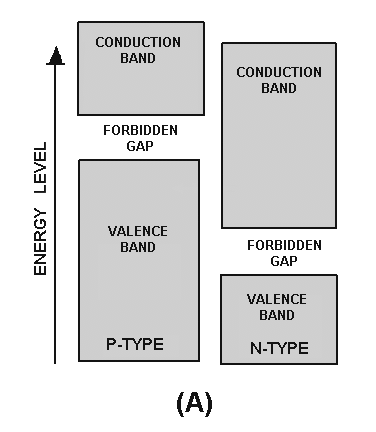 ENERGY LEVEL
CONDUCTION
BAND
FORBIDDEN
GAP
VALENCE
BAND
P-TYPE
CONDUCTION
BAND
FORBIDDEN
GAP
VALENCE
BAND
N-TYPE
(A)